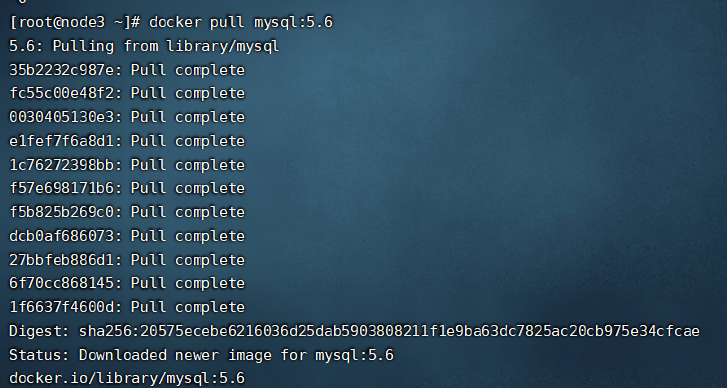 [root@node3 ~]# docker pull mysql:5.6
5.6: Pulling from library/mysql
35b2232c987e: Pull complete
fc55c00e48f2: Pull complete
0030405130e3: Pull complete
e1fef7f6a8d1: Pull complete
1c76272398bb: Pull complete
f57e698171b6: Pull complete
f5b825b269c0: Pull complete
dcb0af686073: Pull complete
27bbfeb886d1: Pull complete
6f70cc868145: Pull complete
1f6637f4600d: Pull complete
Digest: sha256:20575ecebe6216036d25dab5903808211f1e9ba63dc7825ac20cb975e34cfcae
Status: Downloaded newer image for mysql:5.6
docker.io/library/mysql:5.6